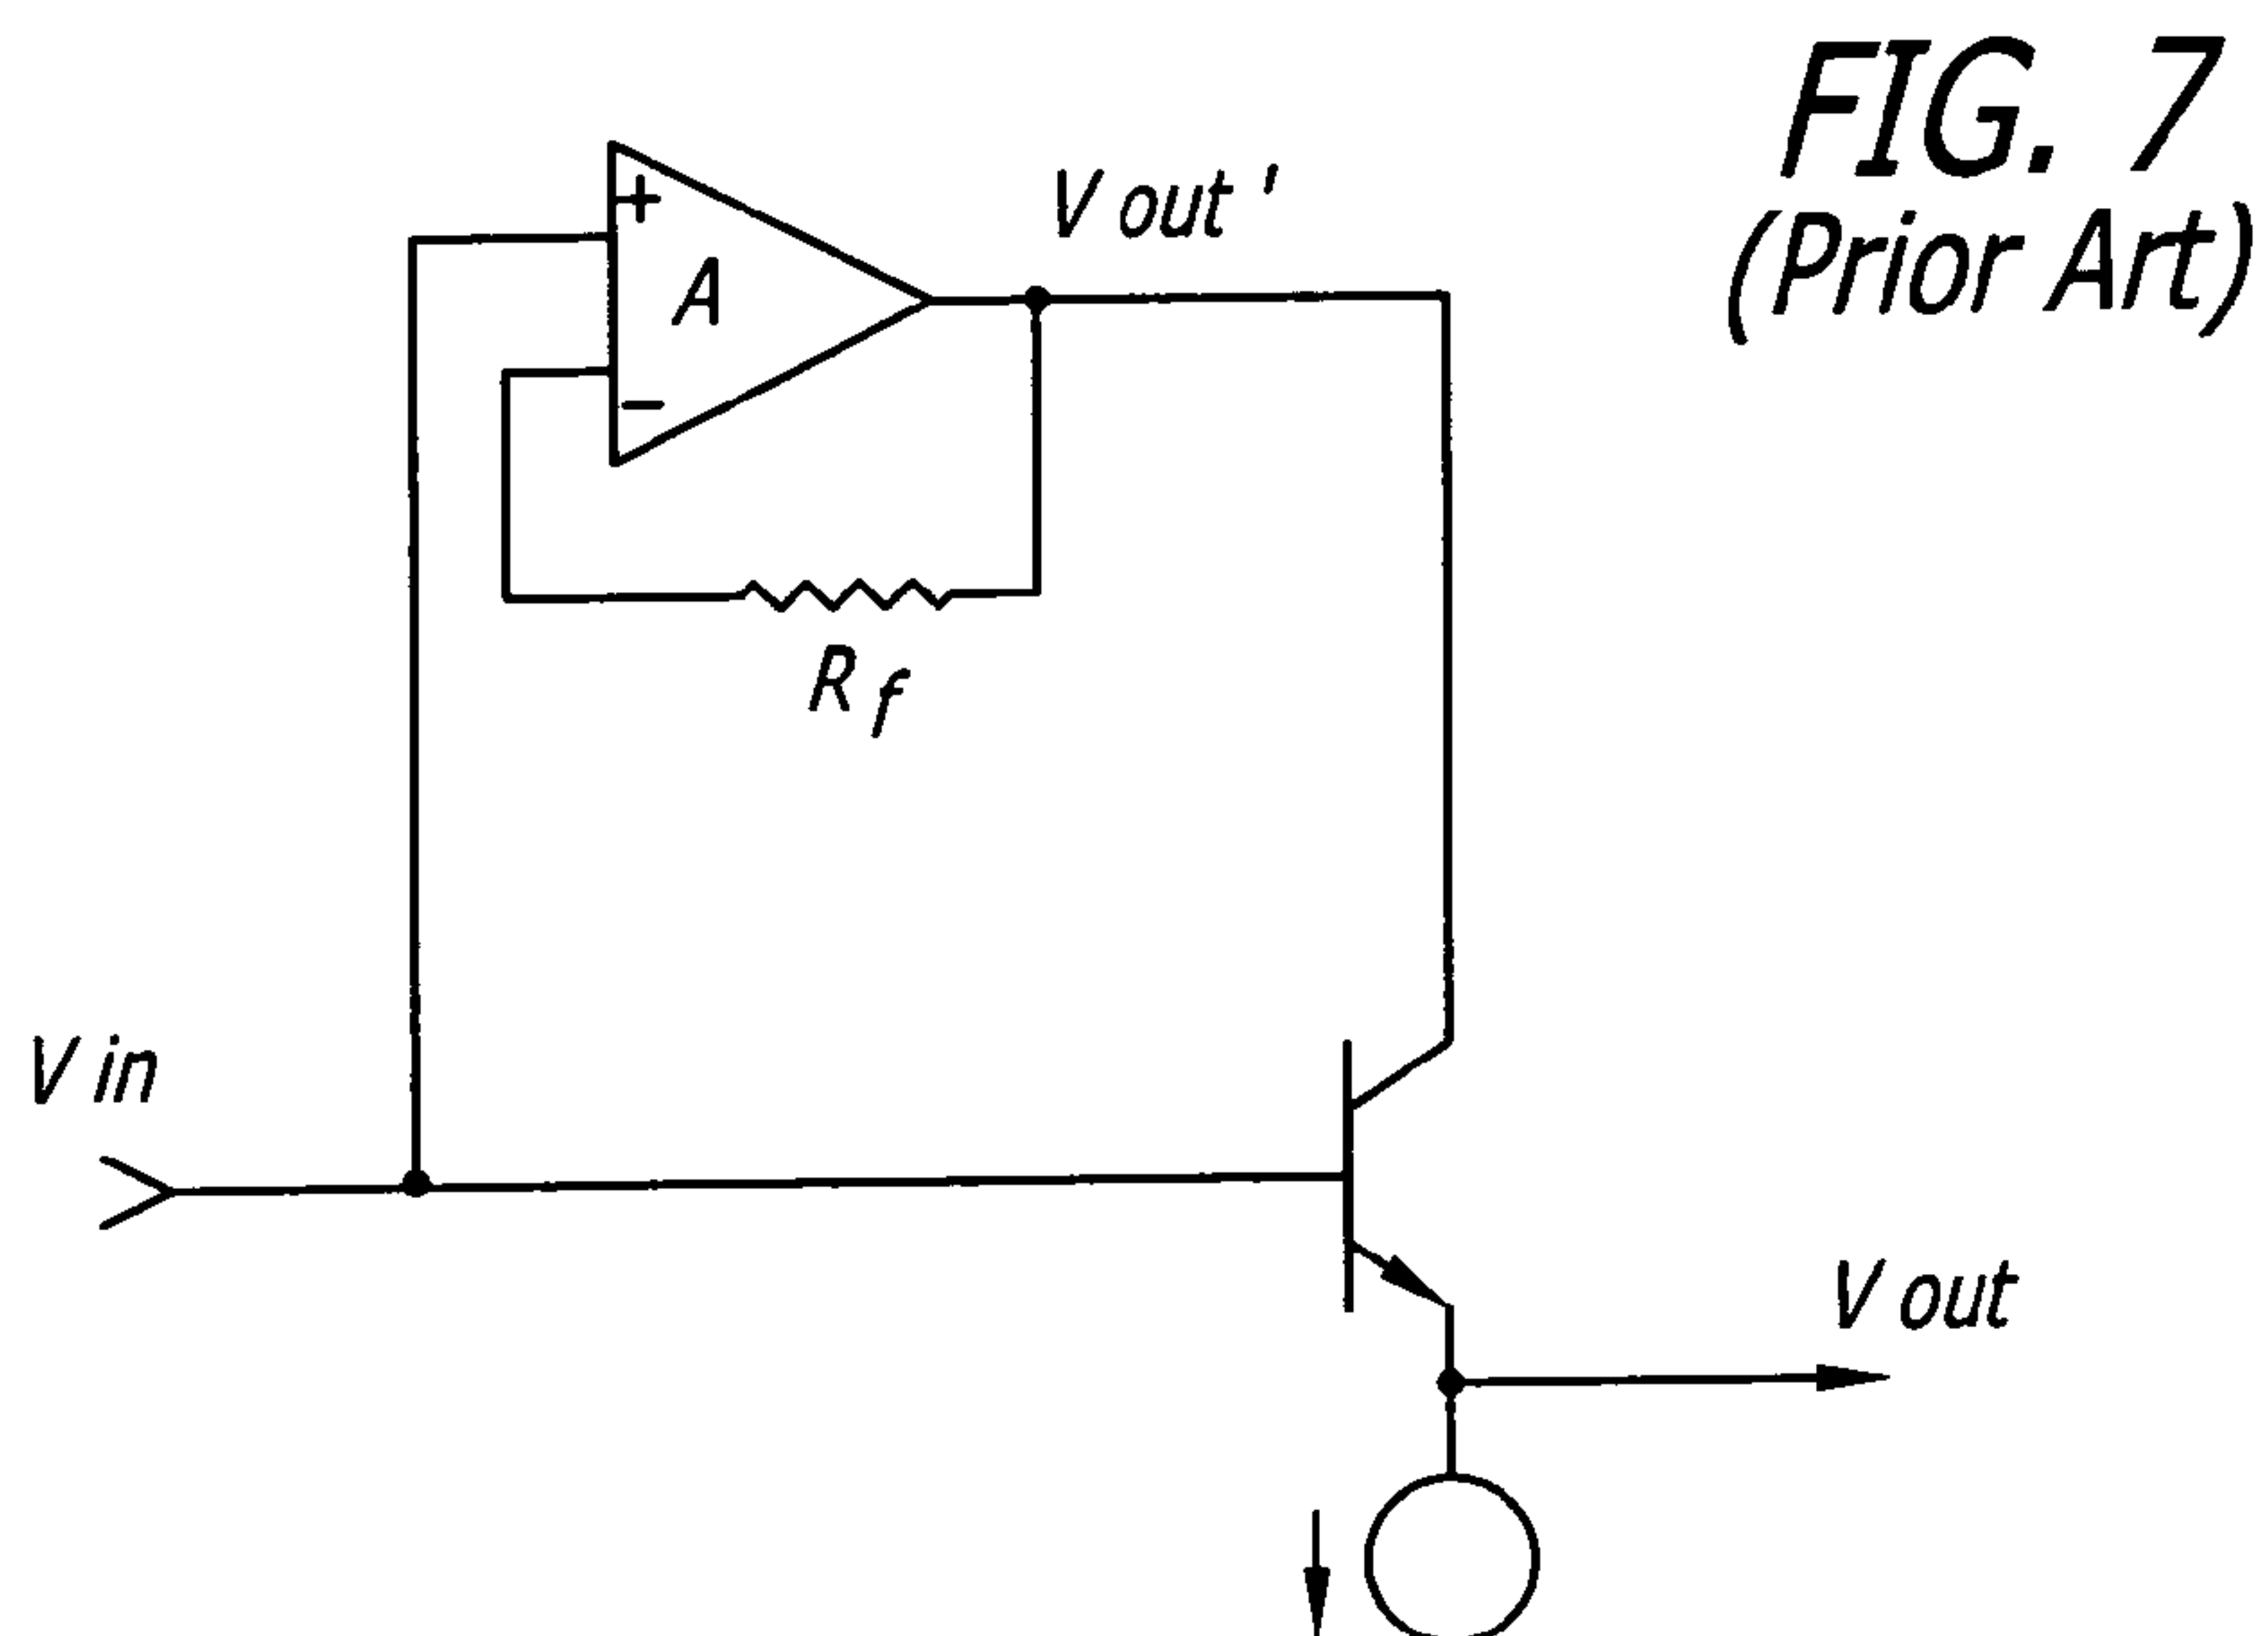 FIG. 7
(Prior Art)
+
A
−
V out '
R f
V in
V out